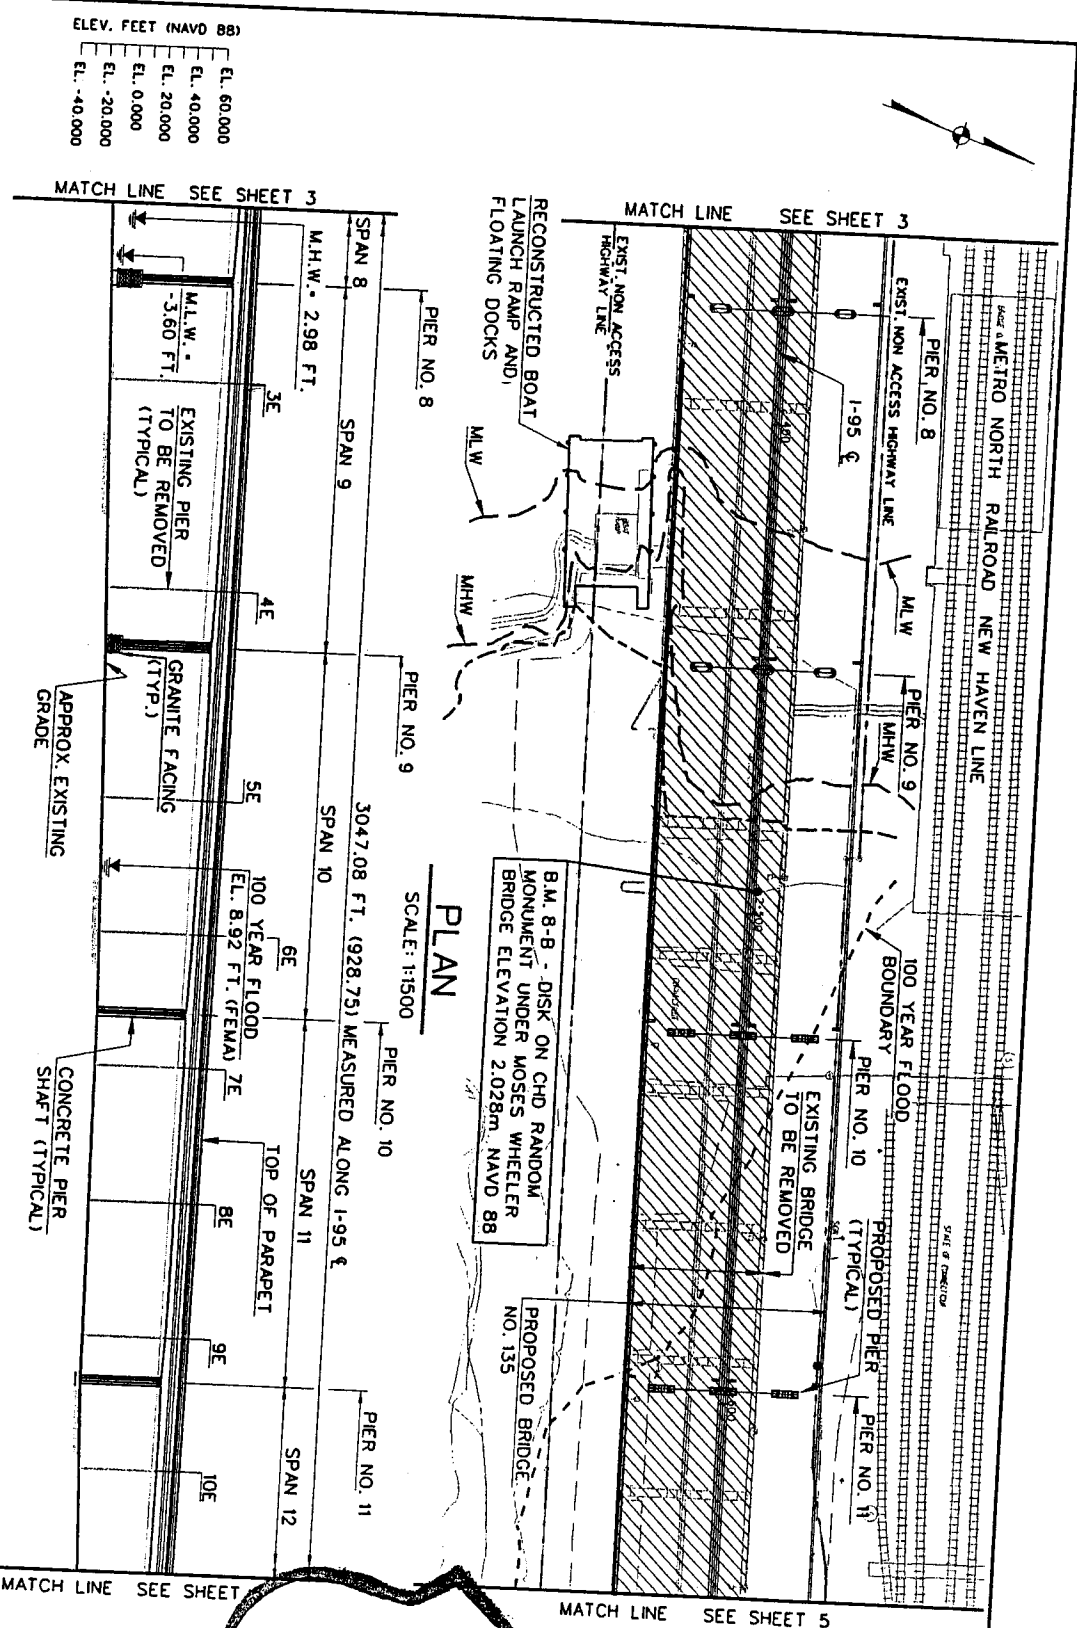 MATCH LINE SEE SHEET 3
METRO NORTH RAILROAD NEW HAVEN LINE
EXIST. NON ACCESS HIGHWAY LINE
PIER NO. 8
I-95 ℄
EXIST. NON ACCESS
HIGHWAY LINE
RECONSTRUCTED BOAT
LAUNCH RAMP AND
FLOATING DOCKS
MLW
MHW
MLW
PIER NO. 9
MHW
100 YEAR FLOOD
BOUNDARY
PIER NO. 10
EXISTING BRIDGE
TO BE REMOVED
PROPOSED PIER
(TYPICAL)
PIER NO. 11
STATE OF CONNECTICUT
B.M. 8-B - DISK ON CHD RANDOM
MONUMENT UNDER MOSES WHEELER
BRIDGE ELEVATION 2.028m NAVD 88
PROPOSED BRIDGE
NO. 135
MATCH LINE SEE SHEET 5
PLAN
SCALE: 1:1500
ELEV. FEET (NAVD 88)
EL. 60.000
EL. 40.000
EL. 20.000
EL. 0.000
EL. -20.000
EL. -40.000
MATCH LINE SEE SHEET 3
3047.08 FT. (928.75) MEASURED ALONG I-95 ℄
PIER NO. 8
PIER NO. 9
PIER NO. 10
PIER NO. 11
SPAN 8
SPAN 9
SPAN 10
SPAN 11
SPAN 12
M.H.W. = 2.98 FT.
M.L.W. =
-3.60 FT.
3E
EXISTING PIER
TO BE REMOVED
(TYPICAL)
4E
GRANITE FACING
(TYP.)
APPROX. EXISTING
GRADE
5E
100 YEAR FLOOD
EL. 8.92 FT. (FEMA)
6E
7E
CONCRETE PIER
SHAFT (TYPICAL)
TOP OF PARAPET
8E
9E
10E
MATCH LINE SEE SHEET